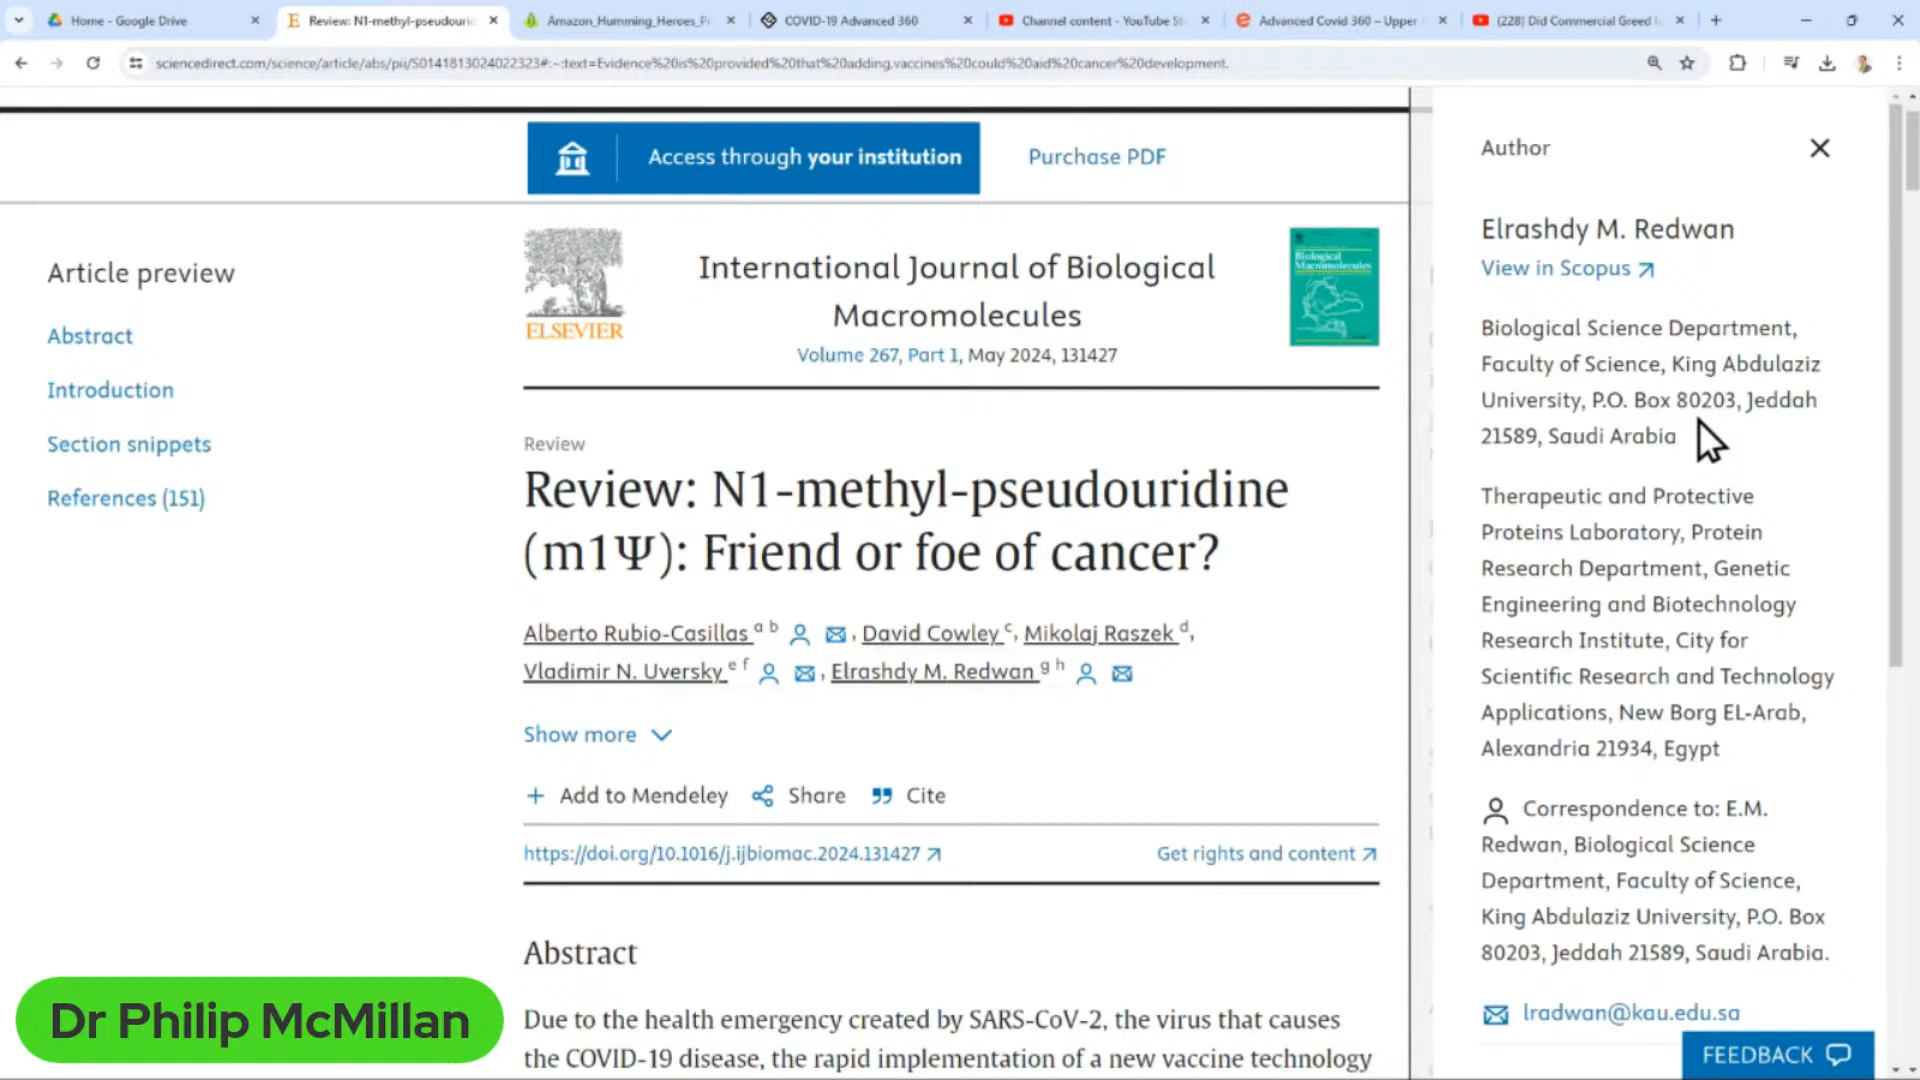 Home - Google Drive
Review: N1-methyl-pseudourid
Amazon_Humming_Heroes_P
COVID-19 Advanced 360
Channel content - YouTube St
Advanced Covid 360 – Upper
(228) Did Commercial Greed
sciencedirect.com/science/article/abs/pii/S0141813024022323#:~:text=Evidence%20is%20provided%20that%20adding,vaccines%20could%20aid%20cancer%20development.
Access through your institution
Purchase PDF
Article preview
Abstract
Introduction
Section snippets
References (151)
ELSEVIER
International Journal of Biological
Macromolecules
Volume 267, Part 1, May 2024, 131427
Biological
Macromolecules
Review
Review: N1-methyl-pseudouridine
(m1Ψ): Friend or foe of cancer?
Alberto Rubio-Casillas a b, David Cowley c, Mikolaj Raszek d,
Vladimir N. Uversky e f, Elrashdy M. Redwan g h
Show more
+ Add to Mendeley Share Cite
https://doi.org/10.1016/j.ijbiomac.2024.131427
Get rights and content
Abstract
Due to the health emergency created by SARS-CoV-2, the virus that causes
the COVID-19 disease, the rapid implementation of a new vaccine technology
Author
Elrashdy M. Redwan
View in Scopus
Biological Science Department,
Faculty of Science, King Abdulaziz
University, P.O. Box 80203, Jeddah
21589, Saudi Arabia
Therapeutic and Protective
Proteins Laboratory, Protein
Research Department, Genetic
Engineering and Biotechnology
Research Institute, City for
Scientific Research and Technology
Applications, New Borg EL-Arab,
Alexandria 21934, Egypt
Correspondence to: E.M.
Redwan, Biological Science
Department, Faculty of Science,
King Abdulaziz University, P.O. Box
80203, Jeddah 21589, Saudi Arabia.
lradwan@kau.edu.sa
FEEDBACK
Dr Philip McMillan